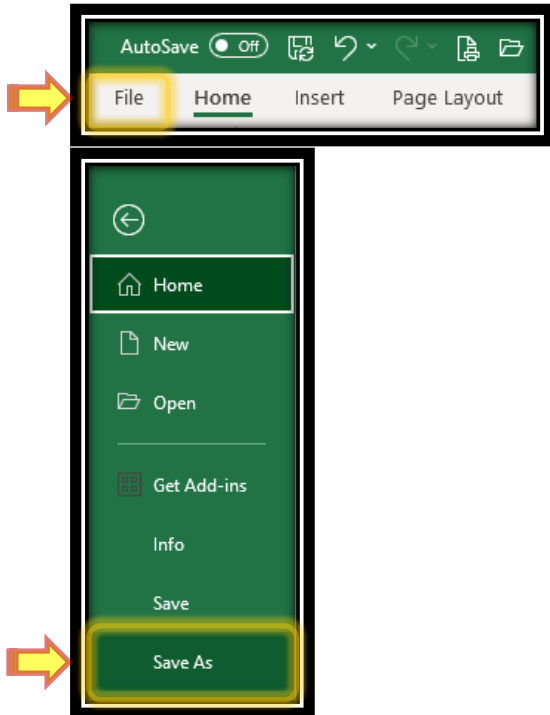 AutoSave Off
File Home Insert Page Layout
Home
New
Open
Get Add-ins
Info
Save
Save As